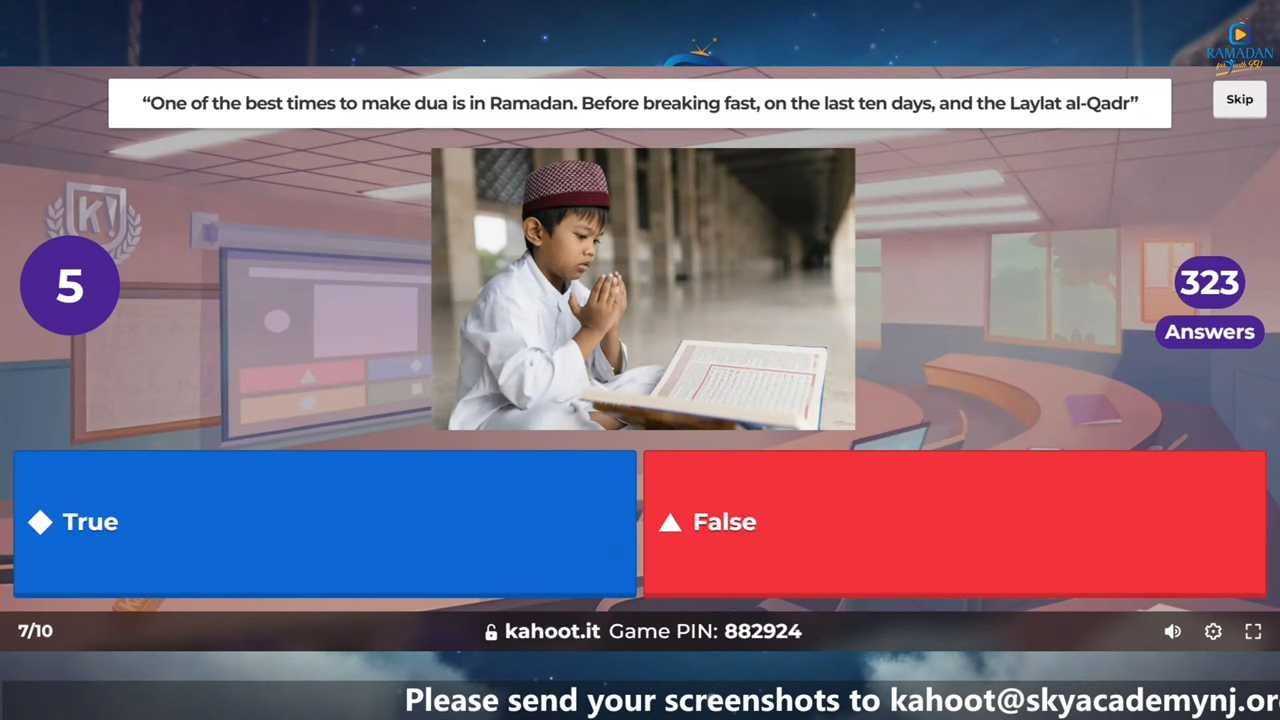 RAMADAN
for Youth
“One of the best times to make dua is in Ramadan. Before breaking fast, on the last ten days, and the Laylat al-Qadr”
Skip
K!
5
323
Answers
True
False
7/10
kahoot.it Game PIN: 882924
Please send your screenshots to kahoot@skyacademynj.or